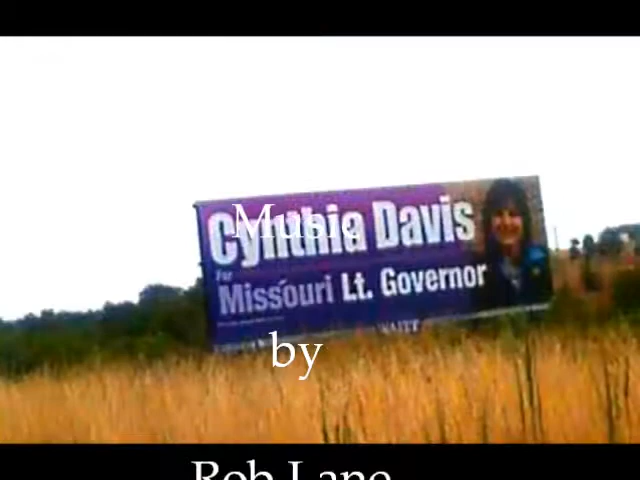 Cynthia Davis
For
Missouri Lt. Governor
Music
by
Rob Lane